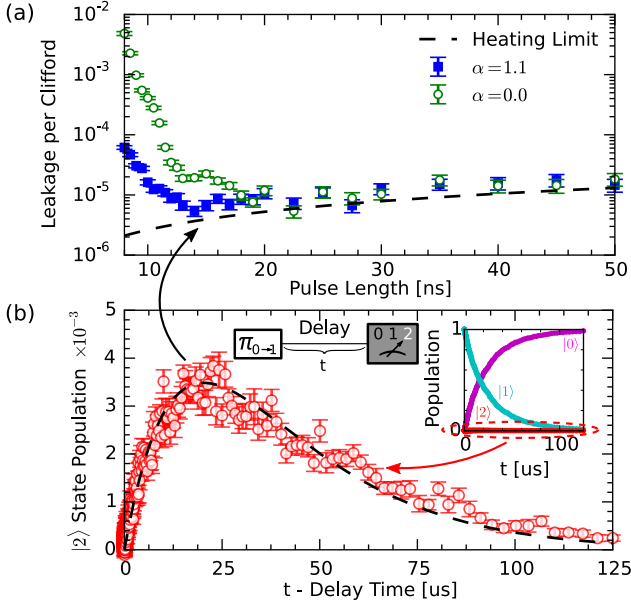 (a)
Leakage per Clifford
10⁻²
10⁻³
10⁻⁴
10⁻⁵
10⁻⁶
Heating Limit
α=1.1
α=0.0
10 20 30 40 50
Pulse Length [ns]
(b)
|2⟩ State Population ×10⁻³
5
4
3
2
1
0
π0→1
Delay
t
0 1 2
Population
1
0
|0⟩
|1⟩
|2⟩
0 100
t [us]
0 25 50 75 100 125
t - Delay Time [us]